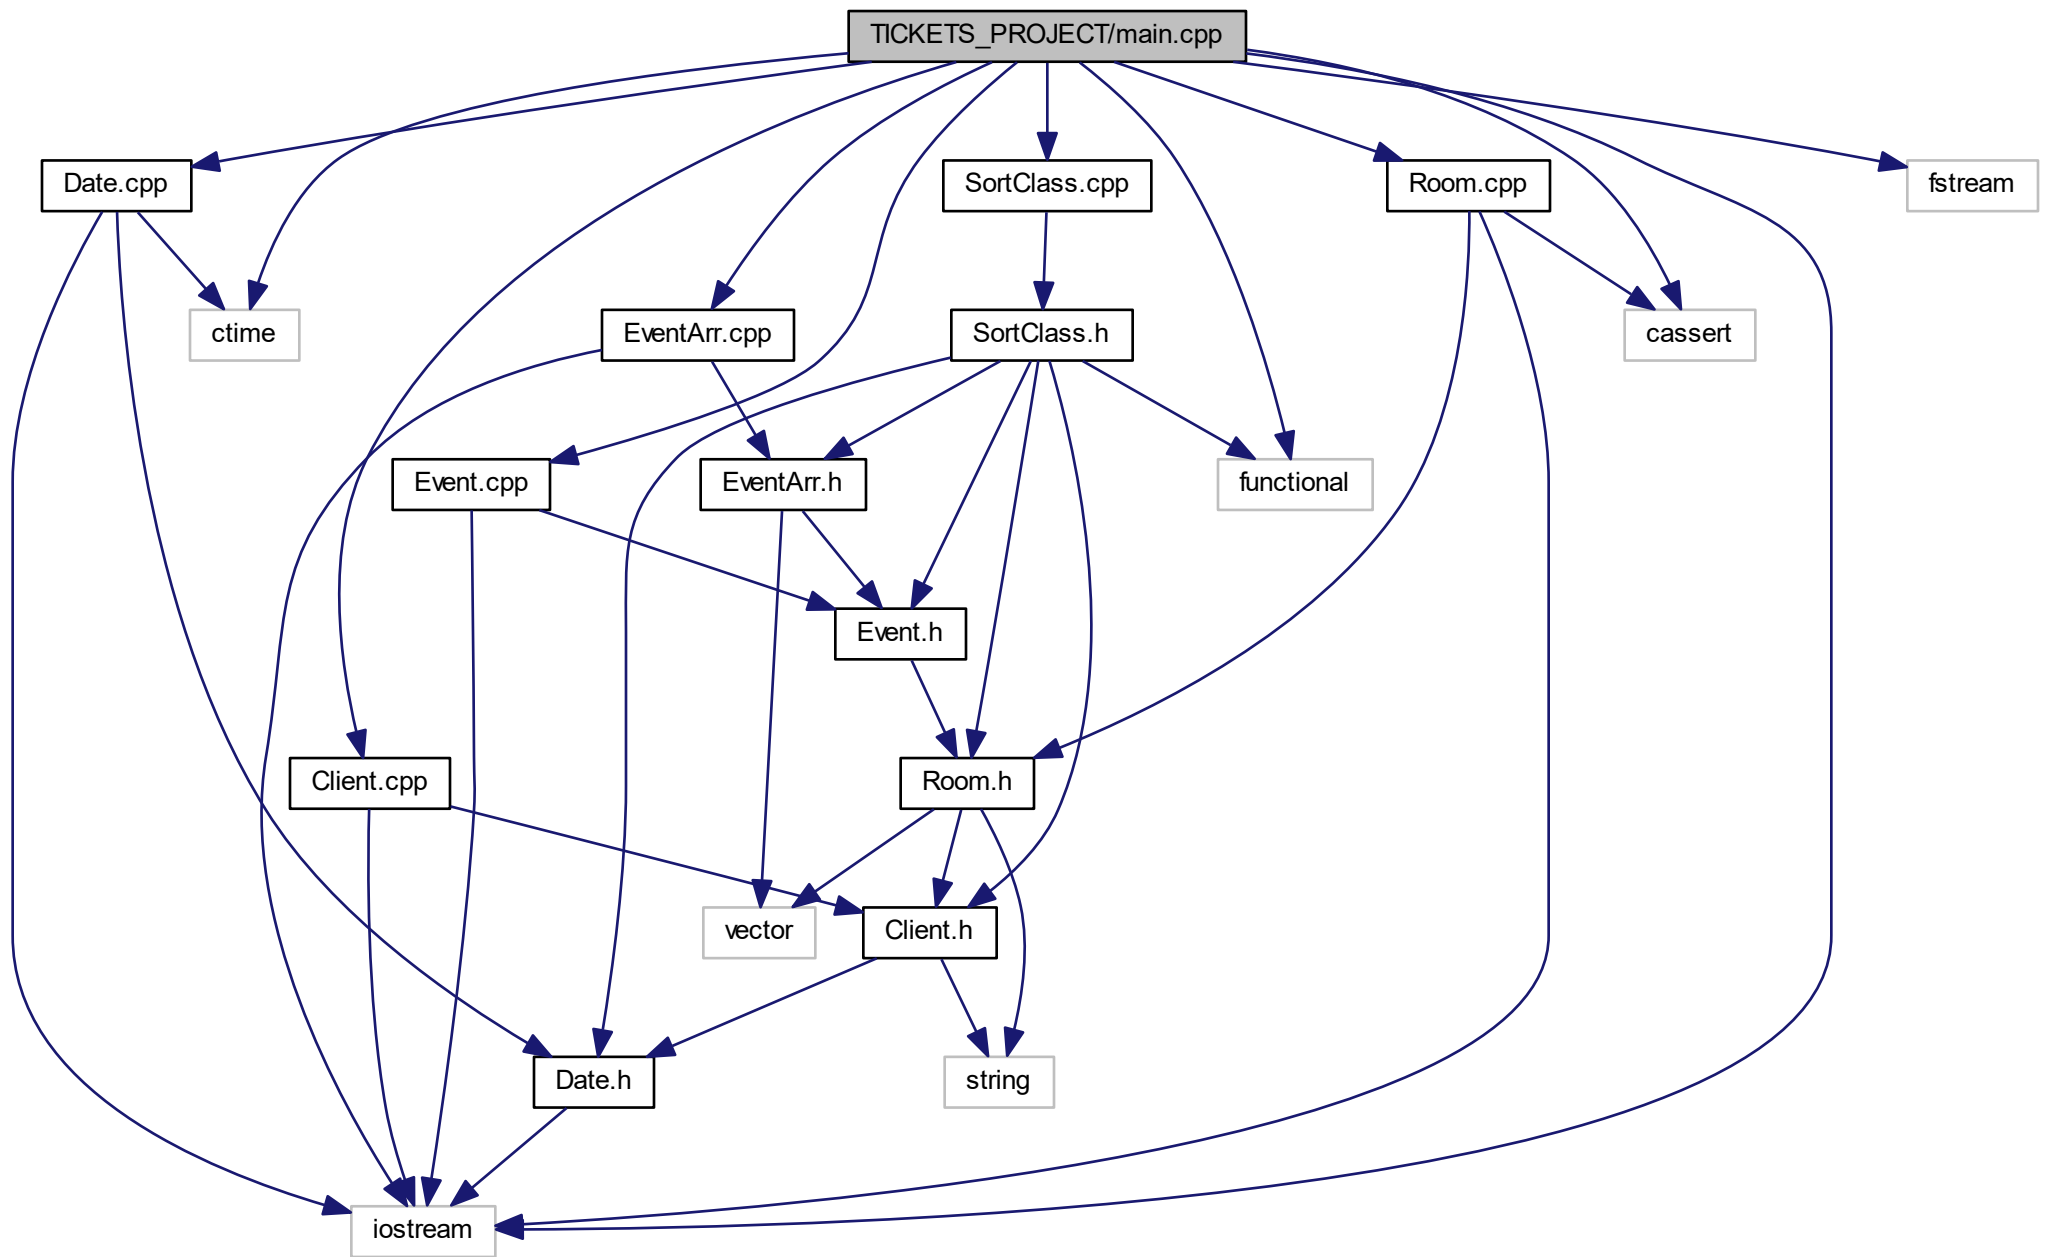 TICKETS_PROJECT/main.cpp
Date.cpp
SortClass.cpp
Room.cpp
fstream
ctime
EventArr.cpp
SortClass.h
cassert
Event.cpp
EventArr.h
functional
Event.h
Client.cpp
Room.h
vector
Client.h
Date.h
string
iostream